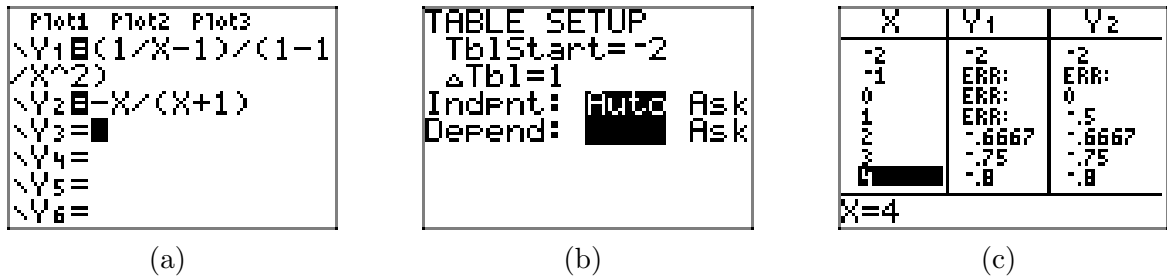 Plot1 Plot2 Plot3
\Y1=(1/X-1)/(1-1
/X^2)
\Y2=-X/(X+1)
\Y3=
\Y4=
\Y5=
\Y6=
(a)
TABLE SETUP
TblStart=-2
△Tbl=1
Indpnt: Auto Ask
Depend: Ask
(b)
X Y1 Y2
-2 -2 -2
-1 ERR: ERR:
0 ERR: 0
1 ERR: -.5
2 -.6667 -.6667
3 -.75 -.75
4 -.8 -.8
X=4
(c)